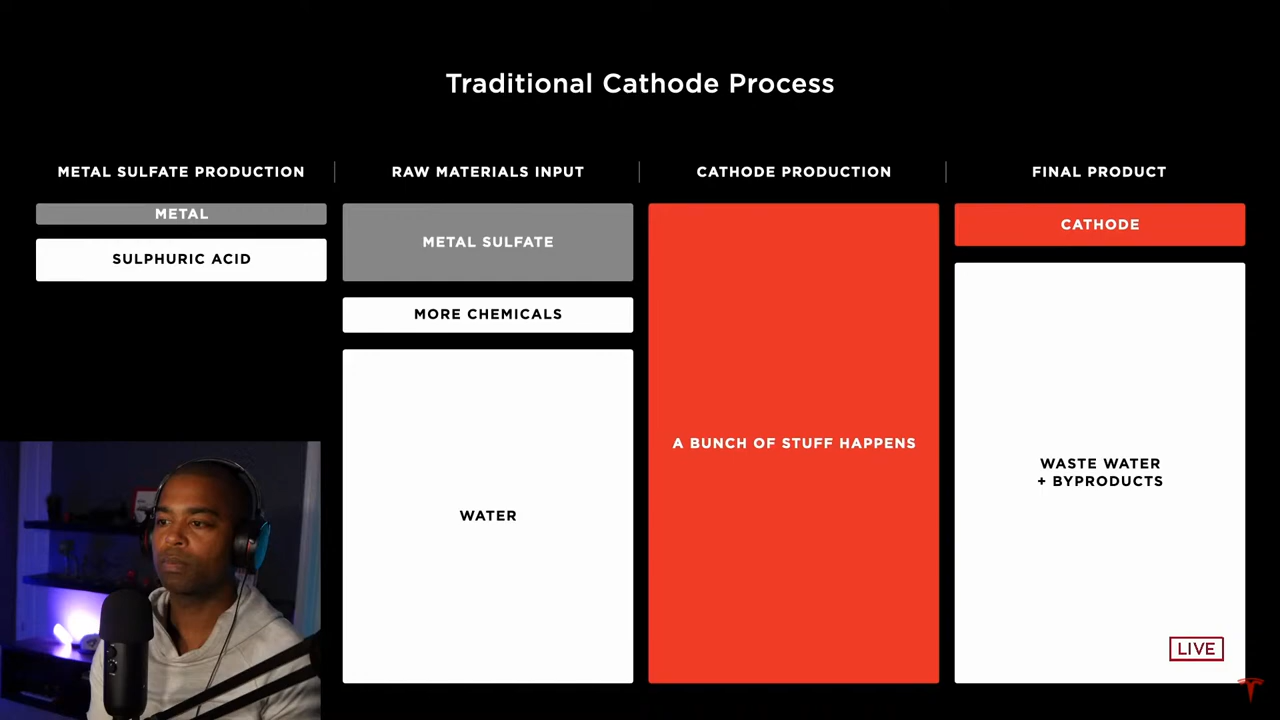 Traditional Cathode Process
METAL SULFATE PRODUCTION
RAW MATERIALS INPUT
CATHODE PRODUCTION
FINAL PRODUCT
METAL
SULPHURIC ACID
METAL SULFATE
MORE CHEMICALS
WATER
A BUNCH OF STUFF HAPPENS
CATHODE
WASTE WATER
+ BYPRODUCTS
LIVE